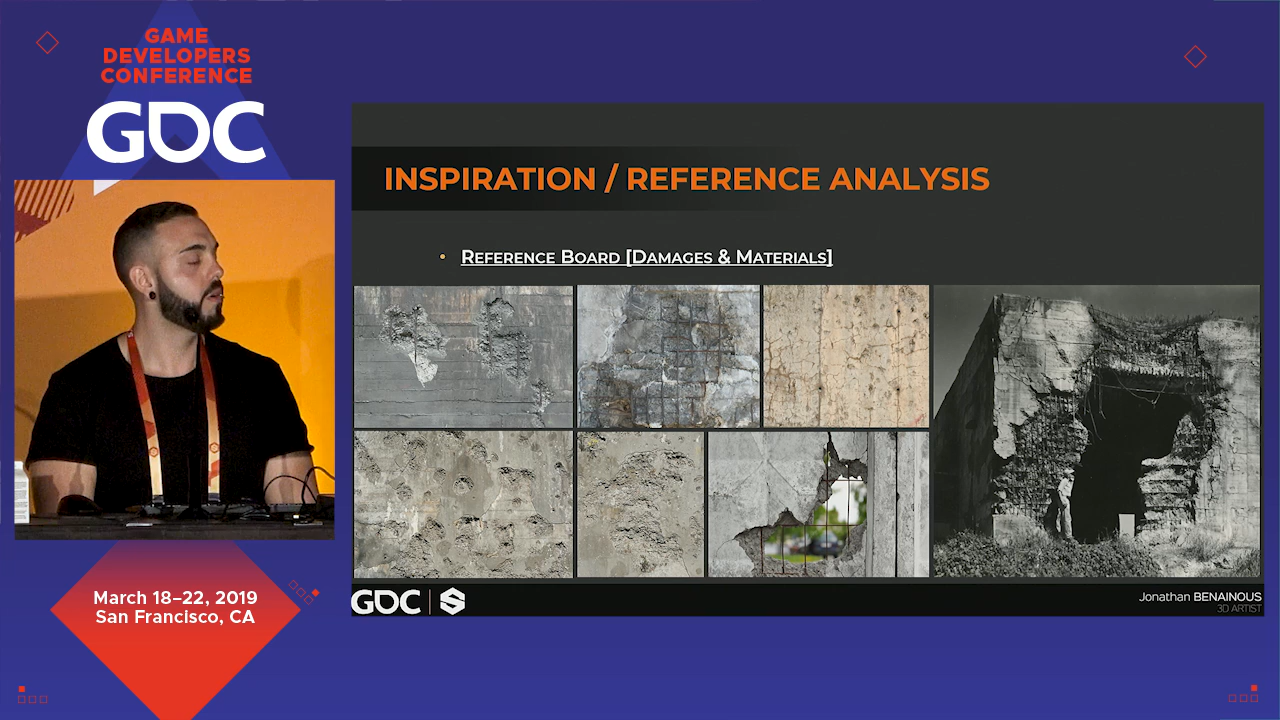 GAME
DEVELOPERS
CONFERENCE
GDC
INSPIRATION / REFERENCE ANALYSIS
• REFERENCE BOARD [DAMAGES & MATERIALS]
GDC
Jonathan BENAINOUS
3D ARTIST
March 18–22, 2019
San Francisco, CA